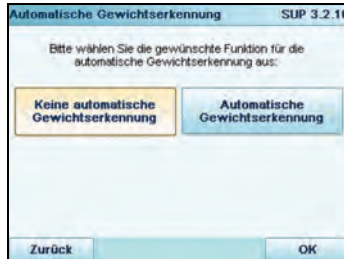 Automatische Gewichtserkennung SUP 3.2.10
Bitte wählen Sie die gewünschte Funktion für die
automatische Gewichtserkennung aus:
Keine automatische Gewichtserkennung
Automatische Gewichtserkennung
Zurück OK